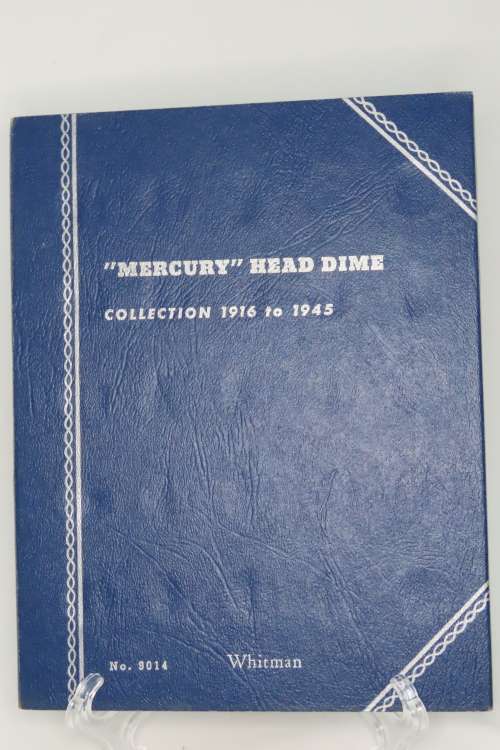 "MERCURY" HEAD DIME
COLLECTION 1916 to 1945
No. 9014 Whitman